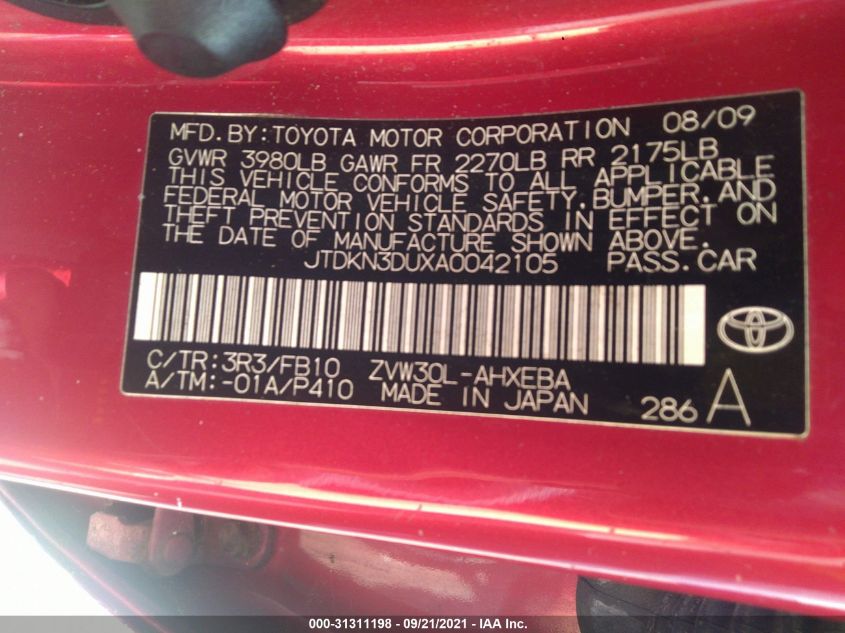 MFD. BY: TOYOTA MOTOR CORPORATION 08/09
GVWR 3980LB GAWR FR 2270LB RR 2175LB
THIS VEHICLE CONFORMS TO ALL APPLICABLE
FEDERAL MOTOR VEHICLE SAFETY, BUMPER, AND
THEFT PREVENTION STANDARDS IN EFFECT ON
THE DATE OF MANUFACTURE SHOWN ABOVE.
JTDKN3DUXA0042105 PASS. CAR
C/TR: 3R3/FB10 ZVW30L-AHXEBA
A/TM: -01A/P410 MADE IN JAPAN 286 A
000-31311198 - 09/21/2021 - IAA Inc.